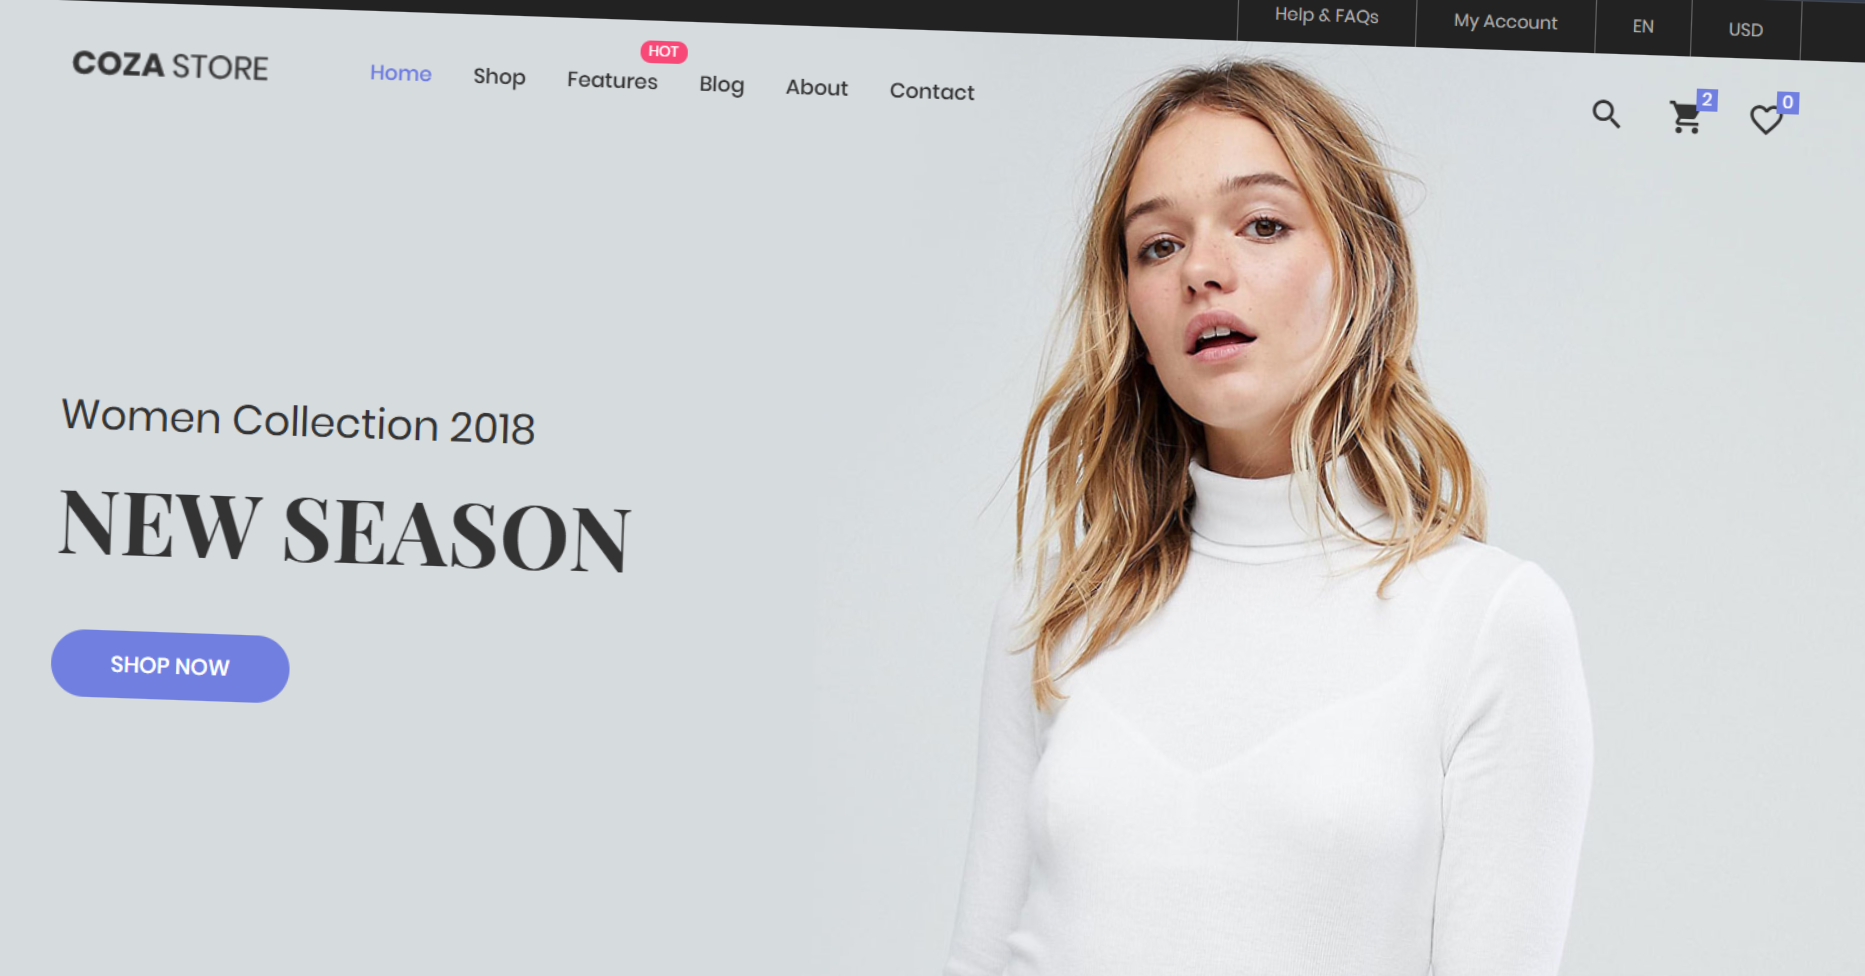 Help & FAQs My Account EN USD
COZA STORE Home Shop Features HOT Blog About Contact 2 0
Women Collection 2018
NEW SEASON
SHOP NOW